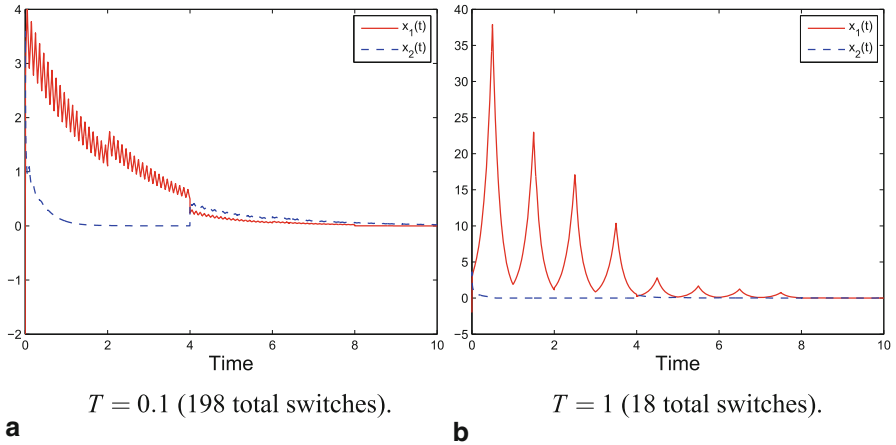 4
3
2
1
0
−1
−2
0
2
4
6
8
10
Time
x1(t)
x2(t)
T = 0.1 (198 total switches).
a
40
35
30
25
20
15
10
5
0
−5
0
2
4
6
8
10
Time
x1(t)
x2(t)
T = 1 (18 total switches).
b